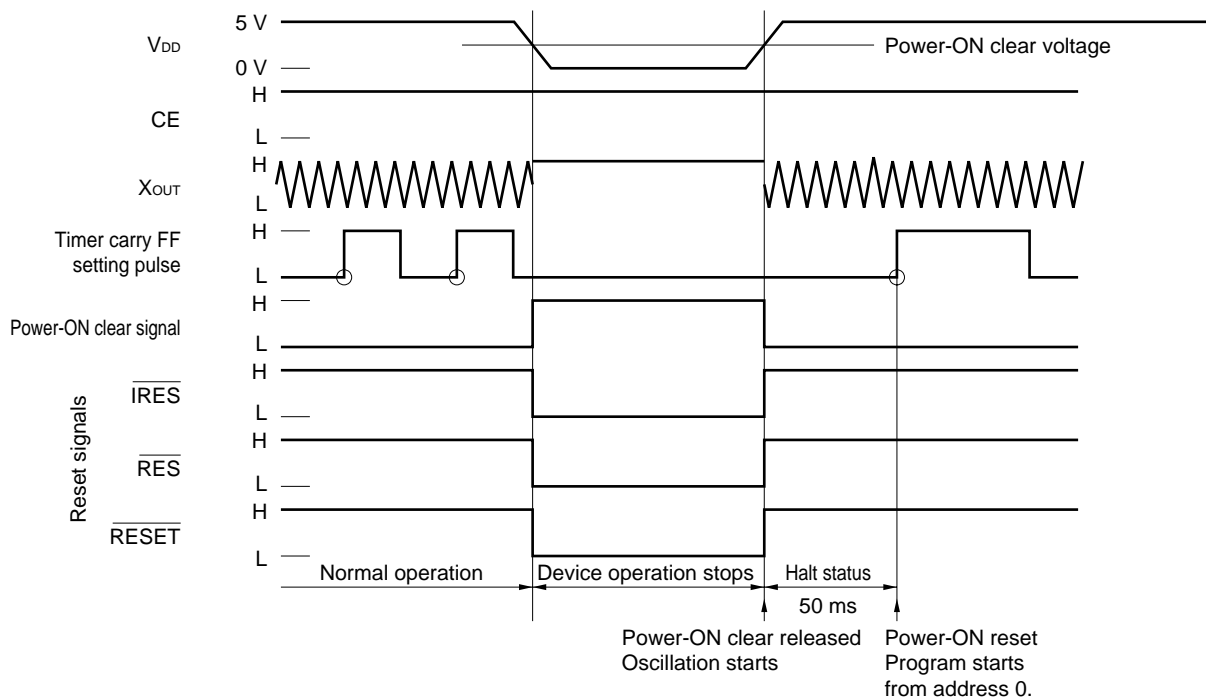 5 V
VDD
Power-ON clear voltage
0 V
H
CE
L
H
XOUT
L
Timer carry FF
setting pulse
H
L
H
Power-ON clear signal
L
Reset signals
H
IRES
L
H
RES
L
H
RESET
L
Normal operation
Device operation stops
Halt status
50 ms
Power-ON clear released
Oscillation starts
Power-ON reset
Program starts
from address 0.